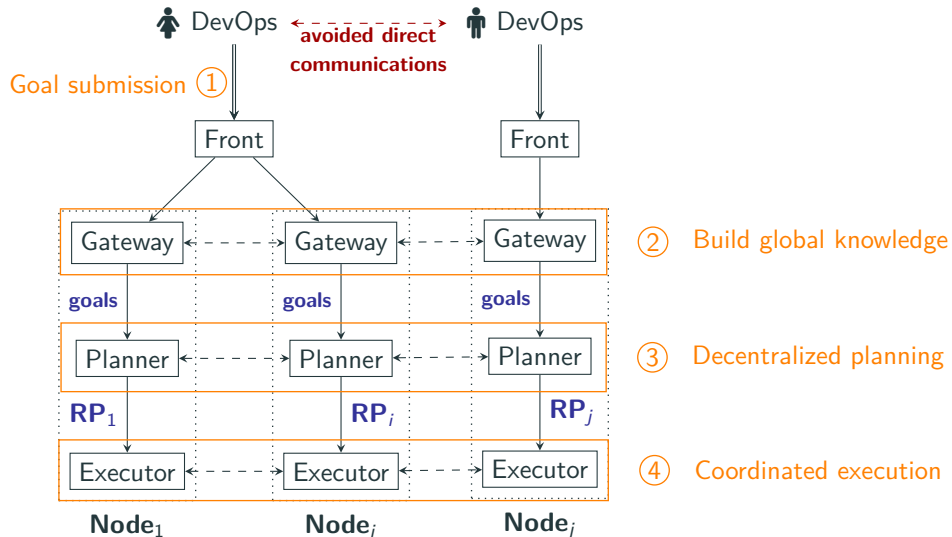 DevOps
avoided direct
communications
DevOps
Goal submission 1
Front
Front
Gateway
Gateway
Gateway
2 Build global knowledge
goals
goals
goals
Planner
Planner
Planner
3 Decentralized planning
RP₁
RPᵢ
RPⱼ
Executor
Executor
Executor
4 Coordinated execution
Node₁
Nodeᵢ
Nodeⱼ